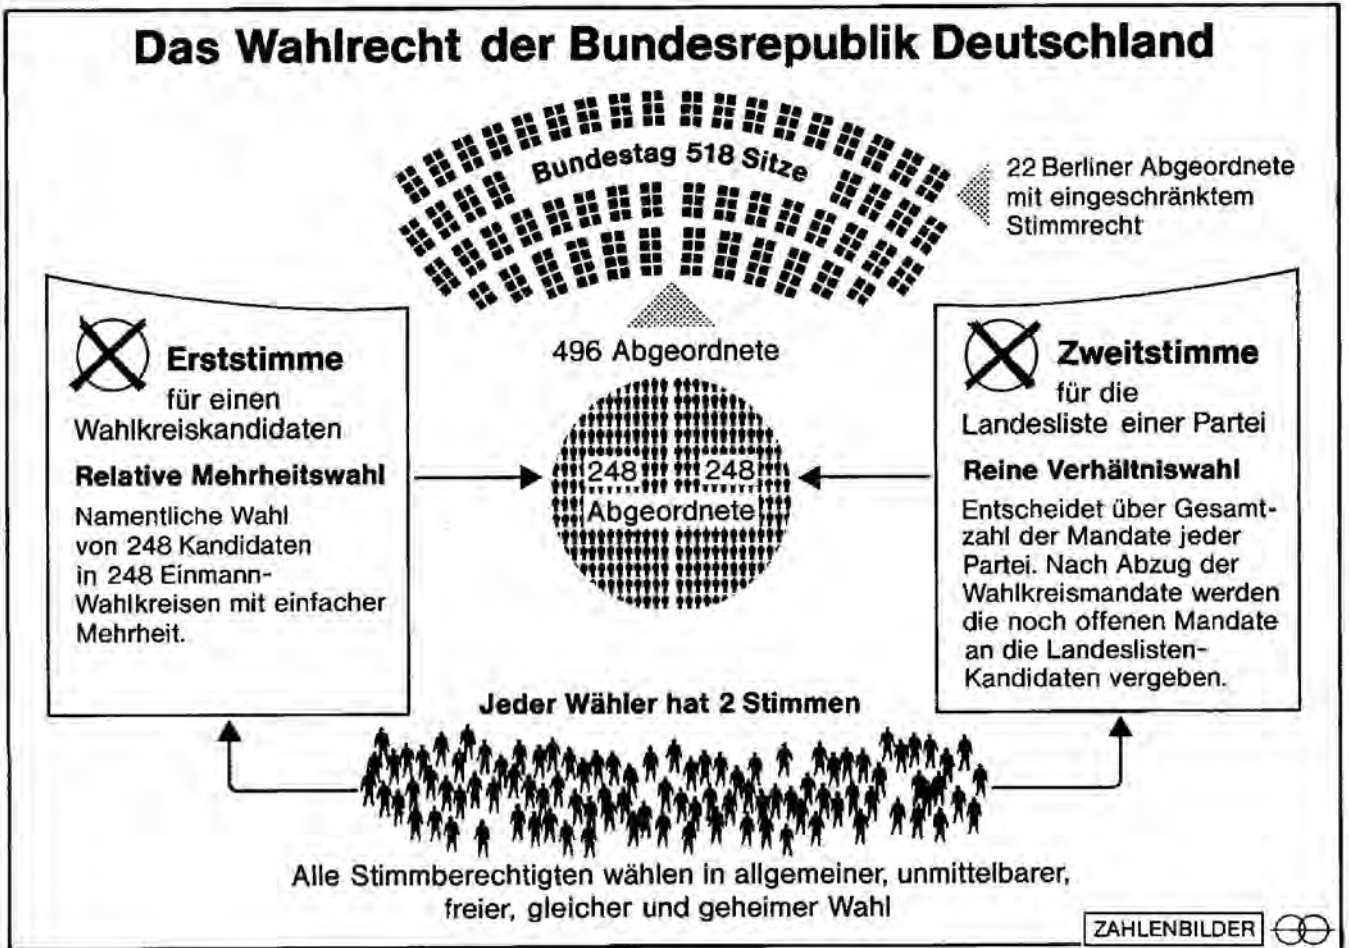 Das Wahlrecht der Bundesrepublik Deutschland
Bundestag 518 Sitze
22 Berliner Abgeordnete
mit eingeschränktem
Stimmrecht
496 Abgeordnete
Erststimme
für einen
Wahlkreiskandidaten
Relative Mehrheitswahl
Namentliche Wahl
von 248 Kandidaten
in 248 Einmann-
Wahlkreisen mit einfacher
Mehrheit.
248 248
Abgeordnete
Zweitstimme
für die
Landesliste einer Partei
Reine Verhältniswahl
Entscheidet über Gesamt-
zahl der Mandate jeder
Partei. Nach Abzug der
Wahlkreismandate werden
die noch offenen Mandate
an die Landeslisten-
Kandidaten vergeben.
Jeder Wähler hat 2 Stimmen
Alle Stimmberechtigten wählen in allgemeiner, unmittelbarer,
freier, gleicher und geheimer Wahl
ZAHLENBILDER